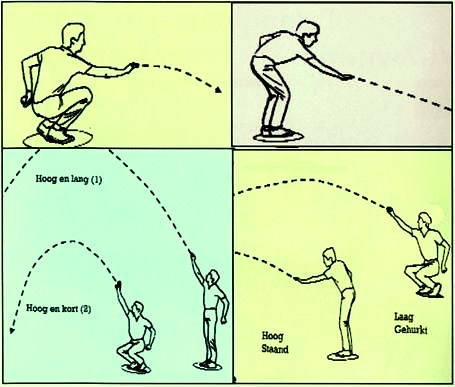 Hoog en lang (1)
Hoog en kort (2)
Hoog
Staand
Laag
Gehurkt